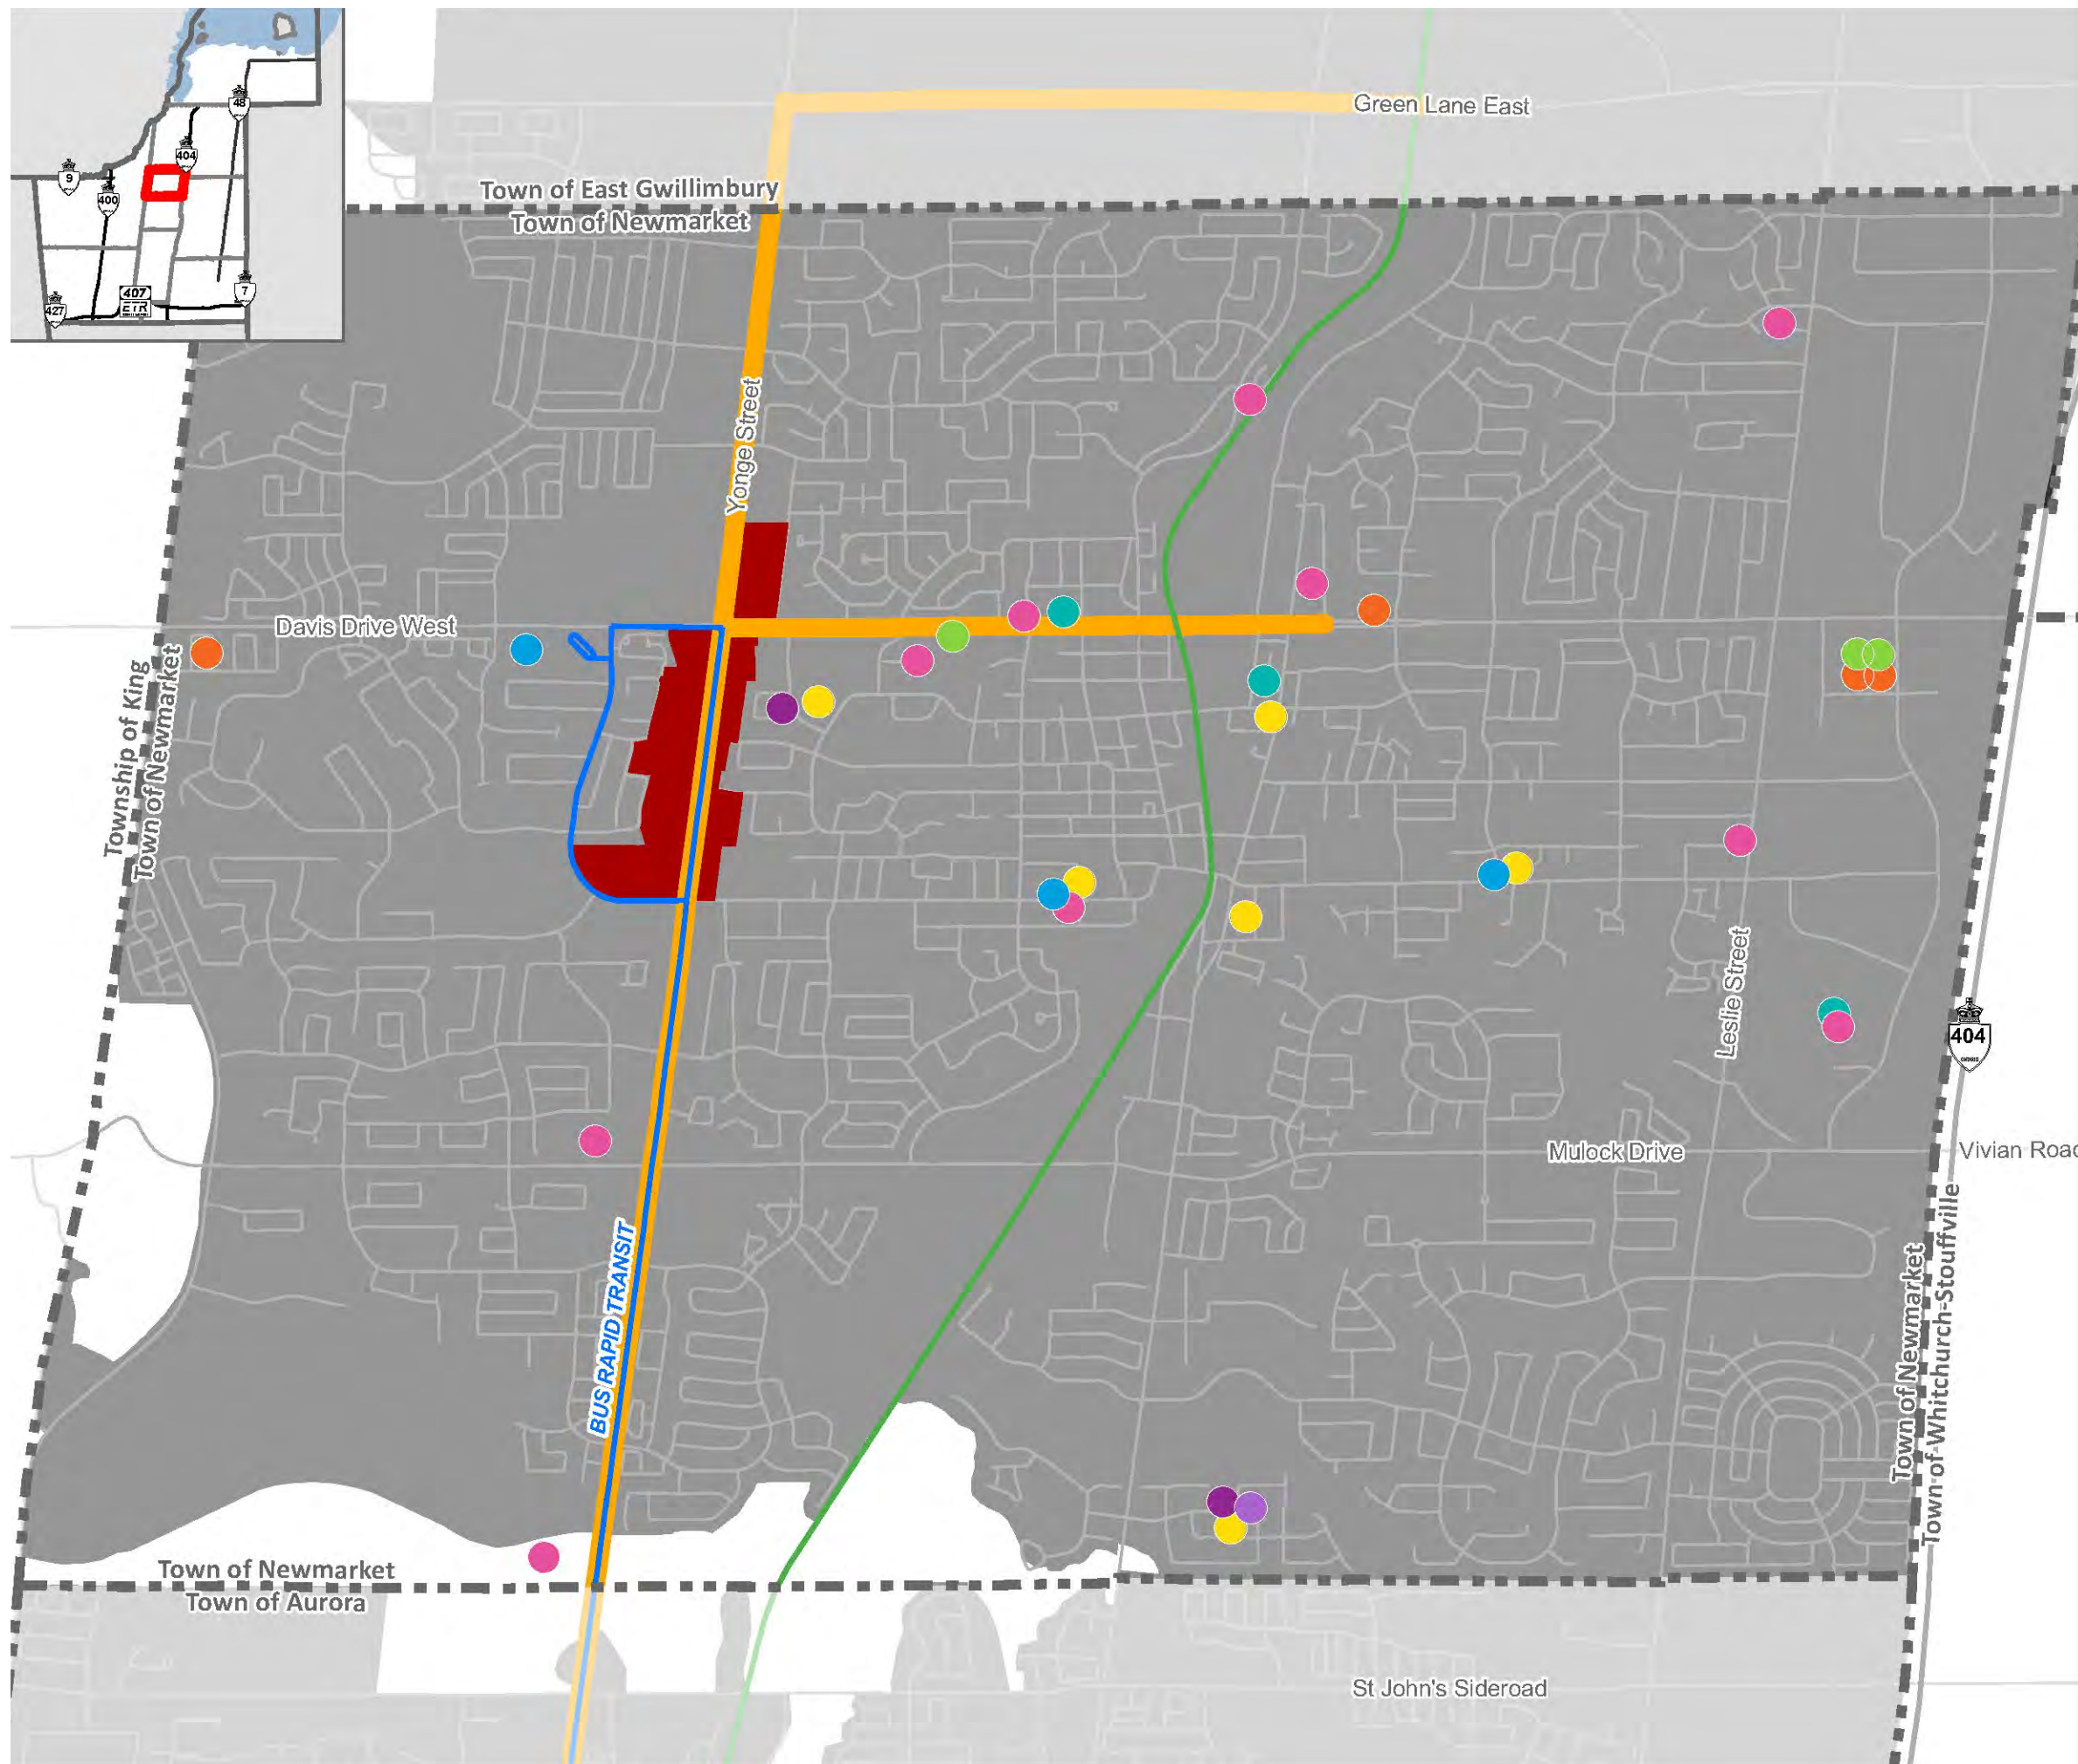 48
404
9
400
407
ETR
7
427
Green Lane East
Town of East Gwillimbury
Town of Newmarket
Yonge Street
Davis Drive West
Township of King
Town of Newmarket
Leslie Street
404
ONTARIO
Mulock Drive
Vivian Road
BUS RAPID TRANSIT
Town of Newmarket
Town of Whitchurch-Stouffville
Town of Newmarket
Town of Aurora
St John's Sideroad